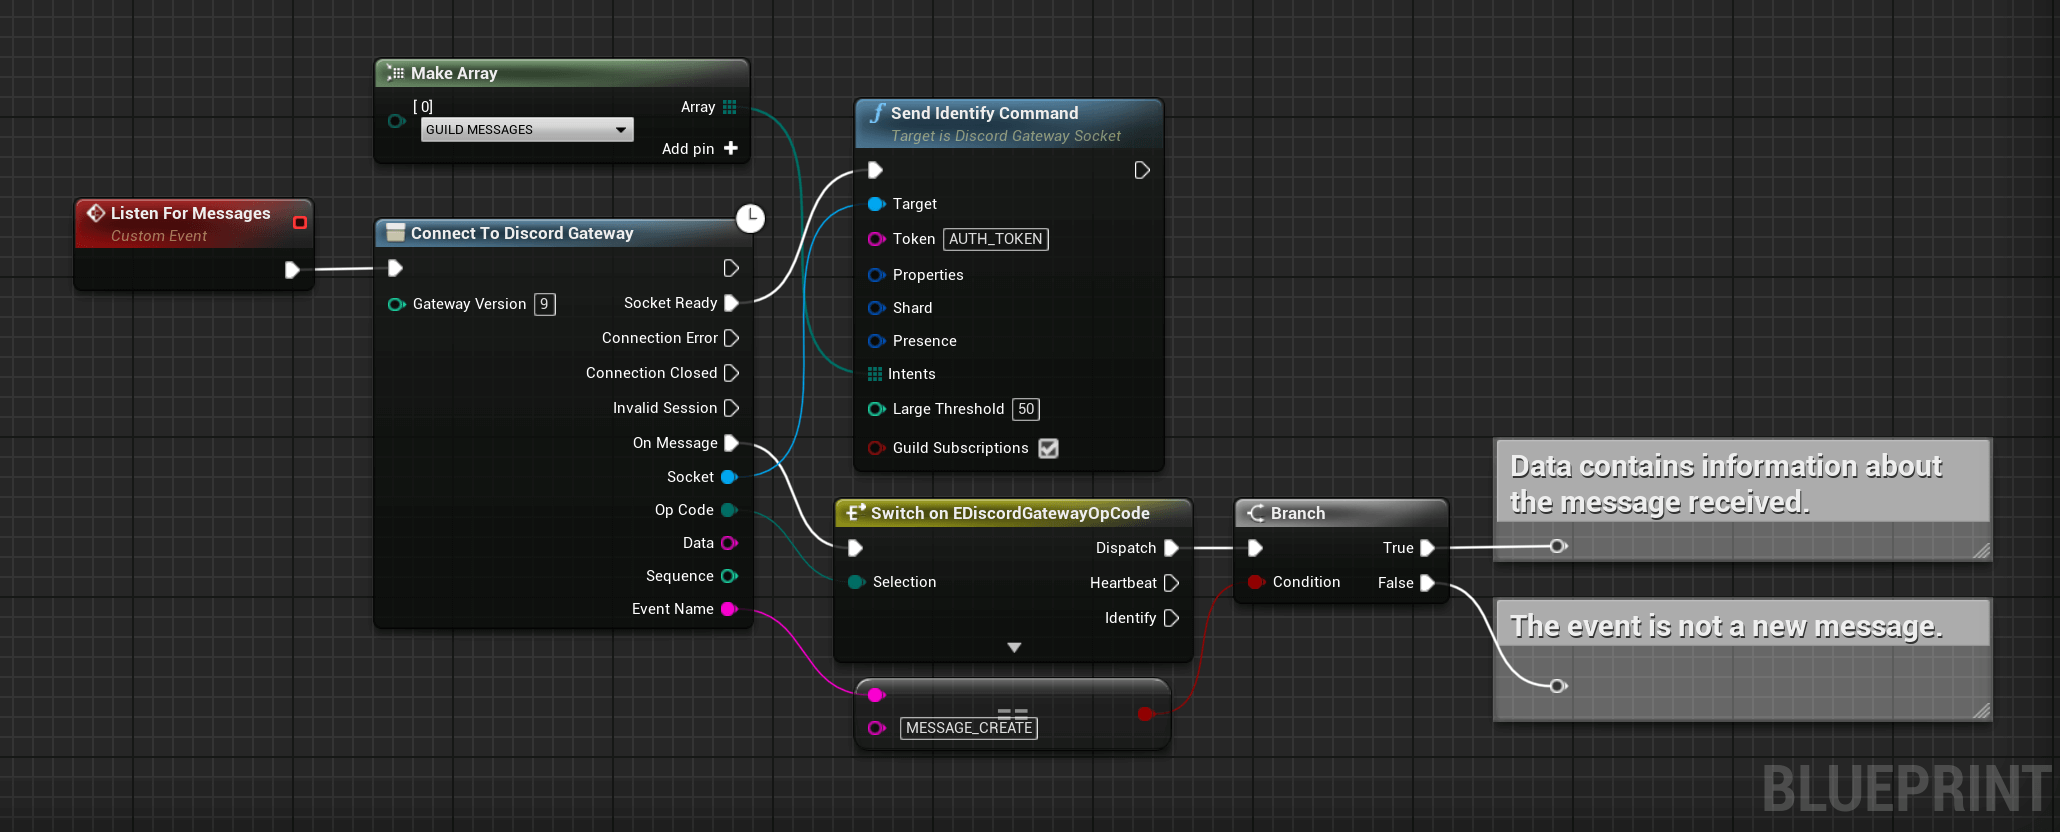 Make Array
[ 0]
Array
GUILD MESSAGES
Add pin
Listen For Messages
Custom Event
Connect To Discord Gateway
Gateway Version 9
Socket Ready
Connection Error
Connection Closed
Invalid Session
On Message
Socket
Op Code
Data
Sequence
Event Name
Send Identify Command
Target is Discord Gateway Socket
Target
Token AUTH_TOKEN
Properties
Shard
Presence
Intents
Large Threshold 50
Guild Subscriptions
Switch on EDiscordGatewayOpCode
Dispatch
Selection
Heartbeat
Identify
==
MESSAGE_CREATE
Branch
True
Condition
False
Data contains information about
the message received.
The event is not a new message.
BLUEPRINT